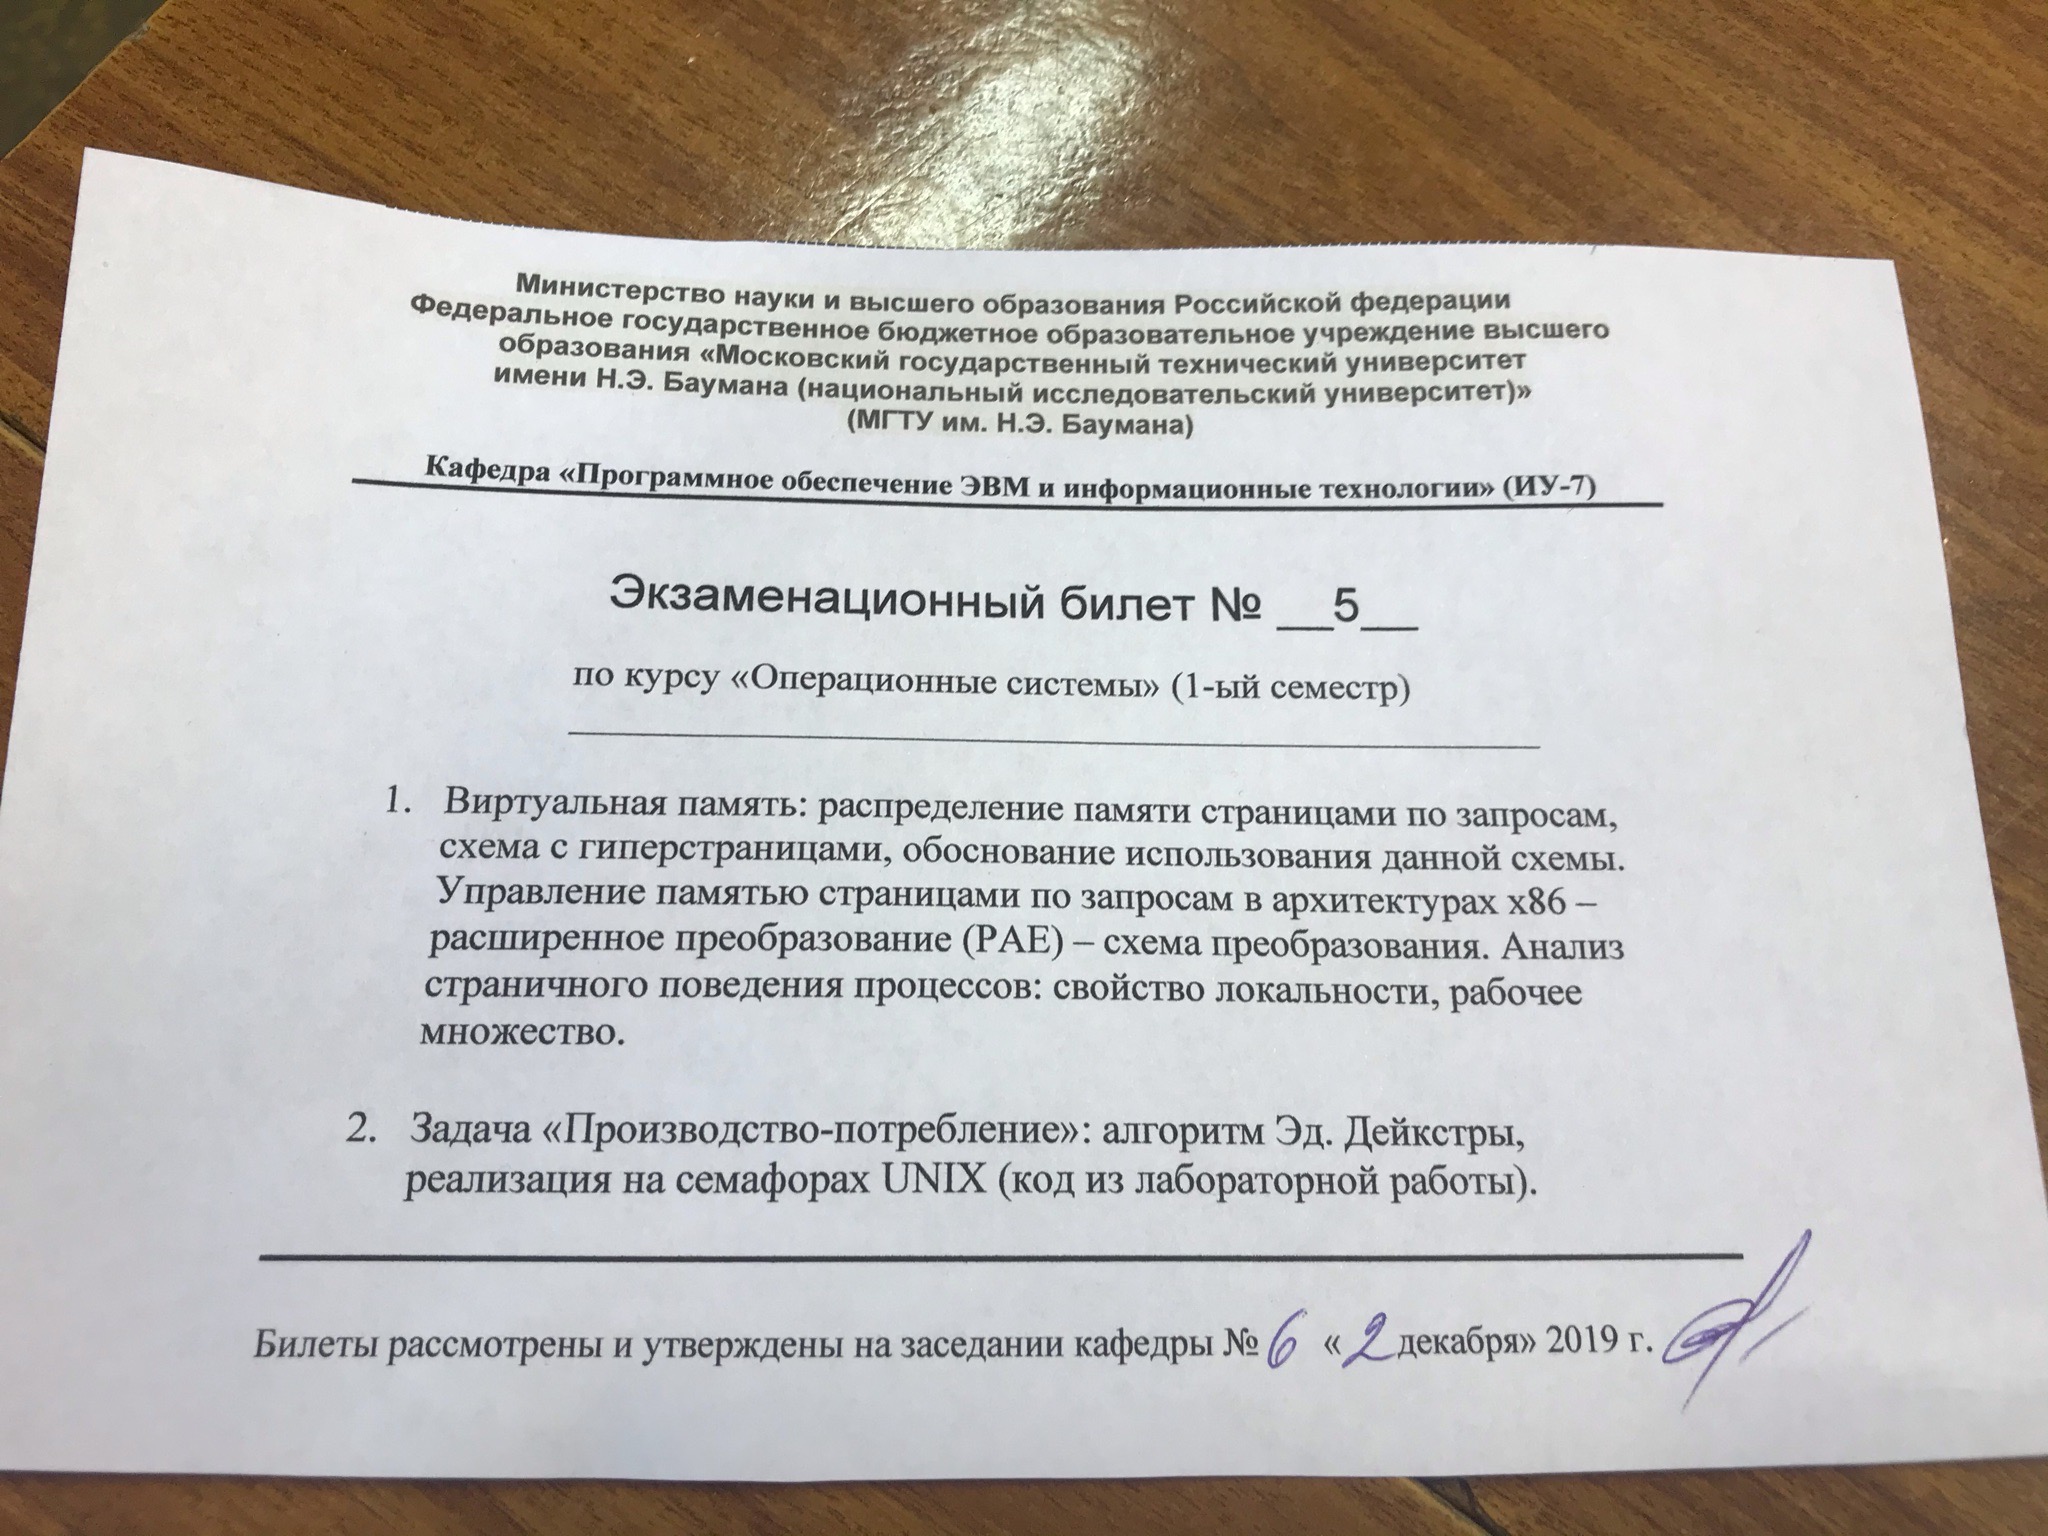 Министерство науки и высшего образования Российской федерации
Федеральное государственное бюджетное образовательное учреждение высшего
образования «Московский государственный технический университет
имени Н.Э. Баумана (национальный исследовательский университет)»
(МГТУ им. Н.Э. Баумана)
Кафедра «Программное обеспечение ЭВМ и информационные технологии» (ИУ-7)
Экзаменационный билет № __5__
по курсу «Операционные системы» (1-ый семестр)
1. Виртуальная память: распределение памяти страницами по запросам,
схема с гиперстраницами, обоснование использования данной схемы.
Управление памятью страницами по запросам в архитектурах x86 –
расширенное преобразование (PAE) – схема преобразования. Анализ
страничного поведения процессов: свойство локальности, рабочее
множество.
2. Задача «Производство-потребление»: алгоритм Эд. Дейкстры,
реализация на семафорах UNIX (код из лабораторной работы).
Билеты рассмотрены и утверждены на заседании кафедры № 6 «2 декабря» 2019 г.